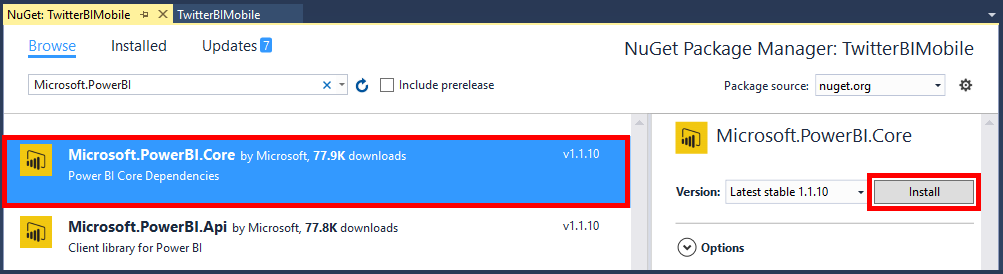 NuGet: TwitterBIMobile TwitterBIMobile
Browse Installed Updates 7
NuGet Package Manager: TwitterBIMobile
Microsoft.PowerBI Include prerelease
Package source: nuget.org
Microsoft.PowerBI.Core by Microsoft, 77.9K downloads v1.1.10
Power BI Core Dependencies
Microsoft.PowerBI.Api by Microsoft, 77.8K downloads v1.1.10
Client library for Power BI
Microsoft.PowerBI.Core
Version: Latest stable 1.1.10 Install
Options